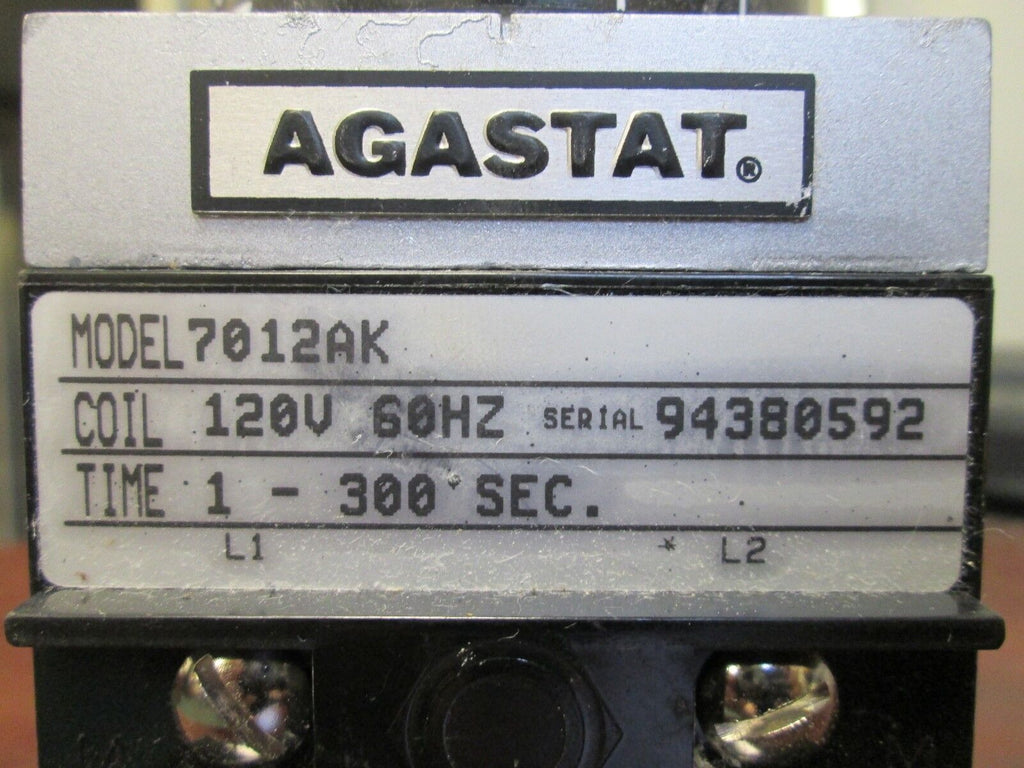 AGASTAT®
MODEL 7012AK
COIL 120V 60HZ SERIAL 94380592
TIME 1 - 300 SEC.
L1 * L2